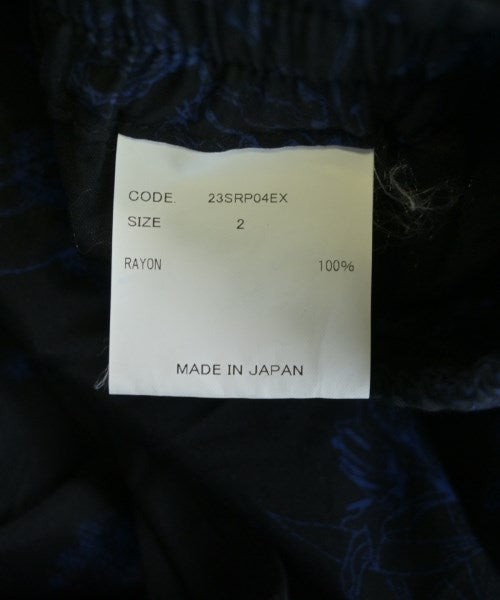 CODE. 23SRP04EX
SIZE 2
RAYON 100%
MADE IN JAPAN